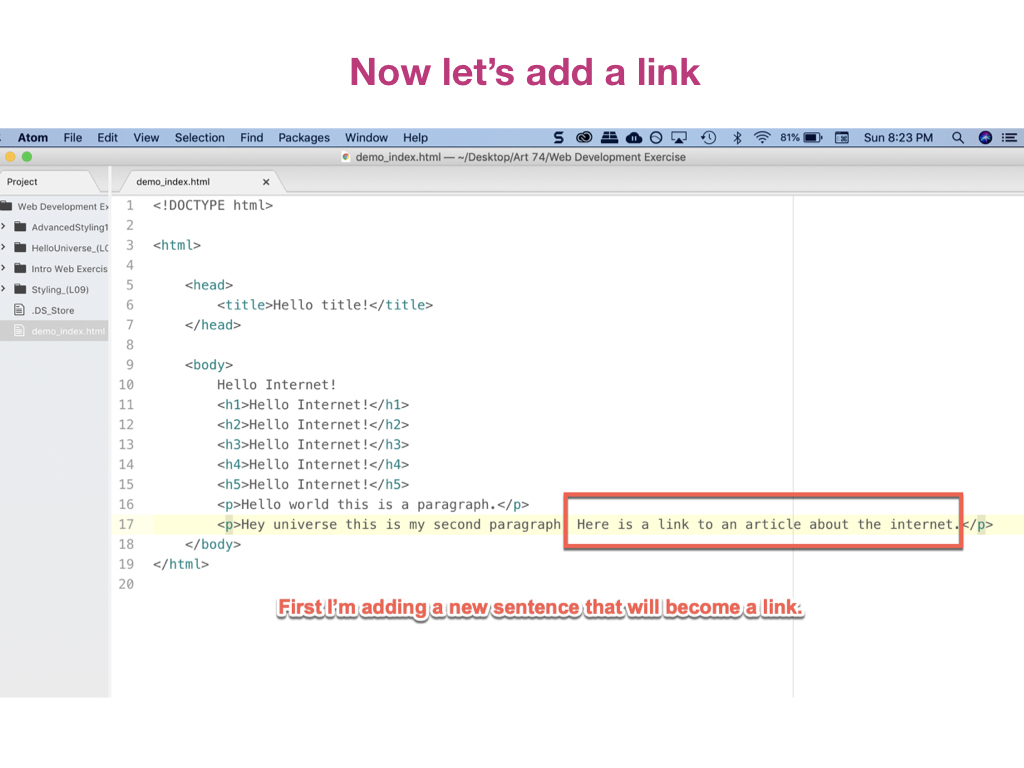 Now let’s add a link
Atom File Edit View Selection Find Packages Window Help 81% Sun 8:23 PM
demo_index.html — ~/Desktop/Art 74/Web Development Exercise
Project
demo_index.html ×
Web Development Ex
AdvancedStyling1
HelloUniverse_(L0
Intro Web Exercis
Styling_(L09)
.DS_Store
demo_index.html
1 <!DOCTYPE html>
2
3 <html>
4
5 <head>
6 <title>Hello title!</title>
7 </head>
8
9 <body>
10 Hello Internet!
11 <h1>Hello Internet!</h1>
12 <h2>Hello Internet!</h2>
13 <h3>Hello Internet!</h3>
14 <h4>Hello Internet!</h4>
15 <h5>Hello Internet!</h5>
16 <p>Hello world this is a paragraph.</p>
17 <p>Hey universe this is my second paragraph Here is a link to an article about the internet.</p>
18 </body>
19 </html>
20
First I’m adding a new sentence that will become a link.